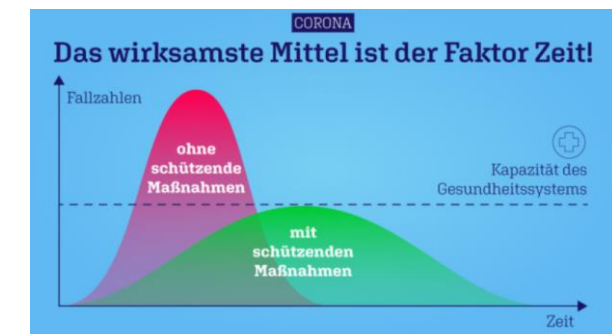 CORONA
Das wirksamste Mittel ist der Faktor Zeit!
Fallzahlen
ohne
schützende
Maßnahmen
Kapazität des
Gesundheitssystems
mit
schützenden
Maßnahmen
Zeit